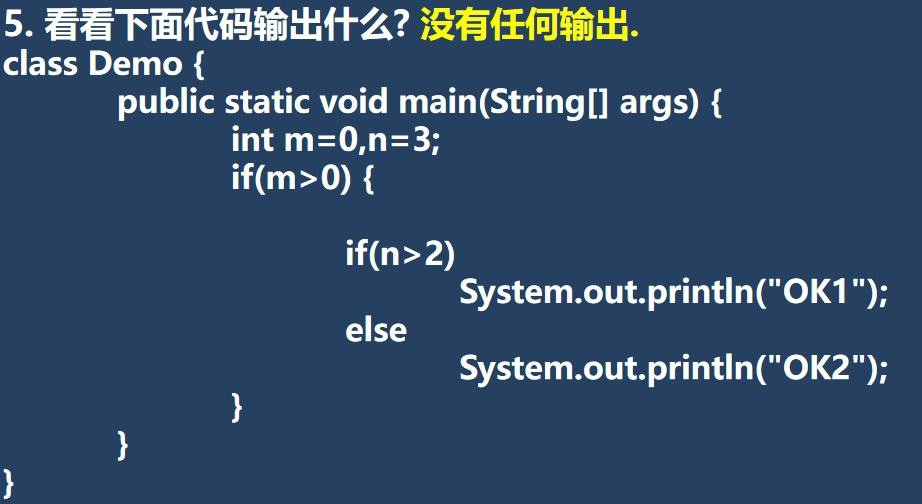 5. 看看下面代码输出什么? 没有任何输出.
class Demo {
public static void main(String[] args) {
int m=0,n=3;
if(m>0) {
if(n>2)
System.out.println("OK1");
else
System.out.println("OK2");
}
}
}